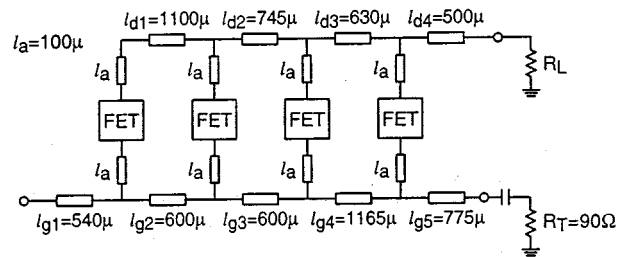 l_d1=1100μ l_d2=745μ l_d3=630μ l_d4=500μ
l_a=100μ
l_a l_a l_a l_a R_L
FET FET FET FET
l_a l_a l_a l_a
l_g1=540μ l_g2=600μ l_g3=600μ l_g4=1165μ l_g5=775μ R_T=90Ω